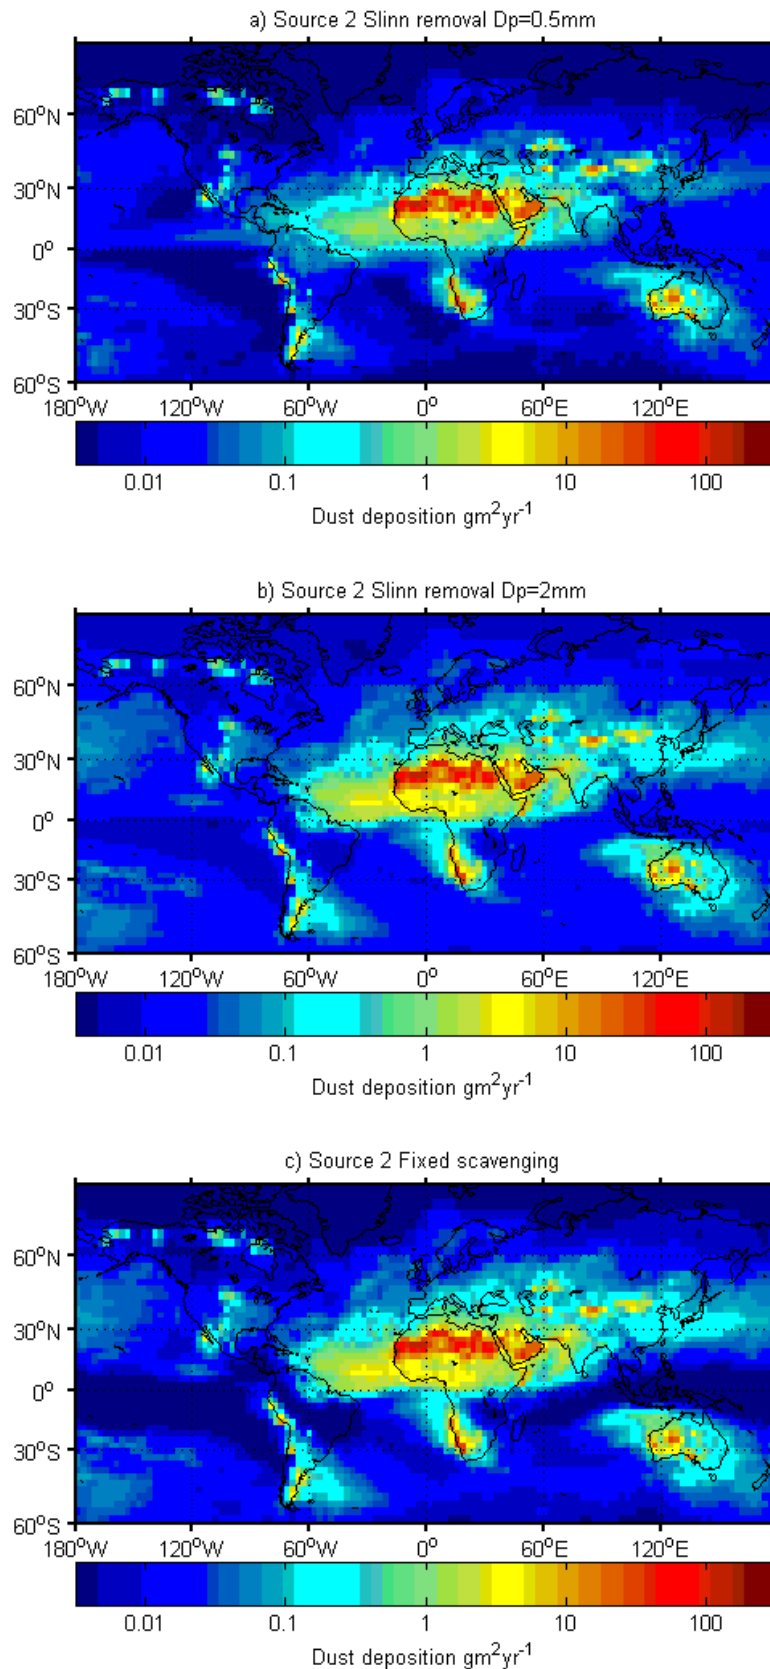 a) Source 2 Slinn removal Dp=0.5mm
60°N
30°N
0°
30°S
60°S
180°W 120°W 60°W 0° 60°E 120°E
0.01 0.1 1 10 100
Dust deposition gm²yr⁻¹
b) Source 2 Slinn removal Dp=2mm
60°N
30°N
0°
30°S
60°S
180°W 120°W 60°W 0° 60°E 120°E
0.01 0.1 1 10 100
Dust deposition gm²yr⁻¹
c) Source 2 Fixed scavenging
60°N
30°N
0°
30°S
60°S
180°W 120°W 60°W 0° 60°E 120°E
0.01 0.1 1 10 100
Dust deposition gm²yr⁻¹